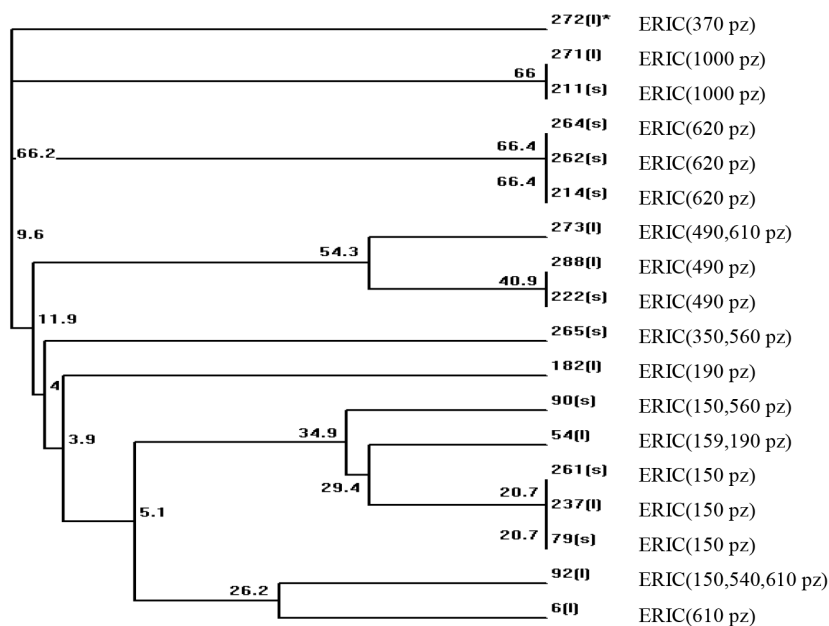 272(l)* ERIC(370 pz)
271(l) ERIC(1000 pz)
66
211(s) ERIC(1000 pz)
264(s) ERIC(620 pz)
66.4
66.2
262(s) ERIC(620 pz)
66.4
214(s) ERIC(620 pz)
9.6
273(l) ERIC(490,610 pz)
54.3
288(l) ERIC(490 pz)
40.9
222(s) ERIC(490 pz)
11.9
265(s) ERIC(350,560 pz)
182(l) ERIC(190 pz)
4
90(s) ERIC(150,560 pz)
34.9
3.9
54(l) ERIC(159,190 pz)
261(s) ERIC(150 pz)
29.4
20.7
237(l) ERIC(150 pz)
5.1
20.7
79(s) ERIC(150 pz)
92(l) ERIC(150,540,610 pz)
26.2
6(l) ERIC(610 pz)